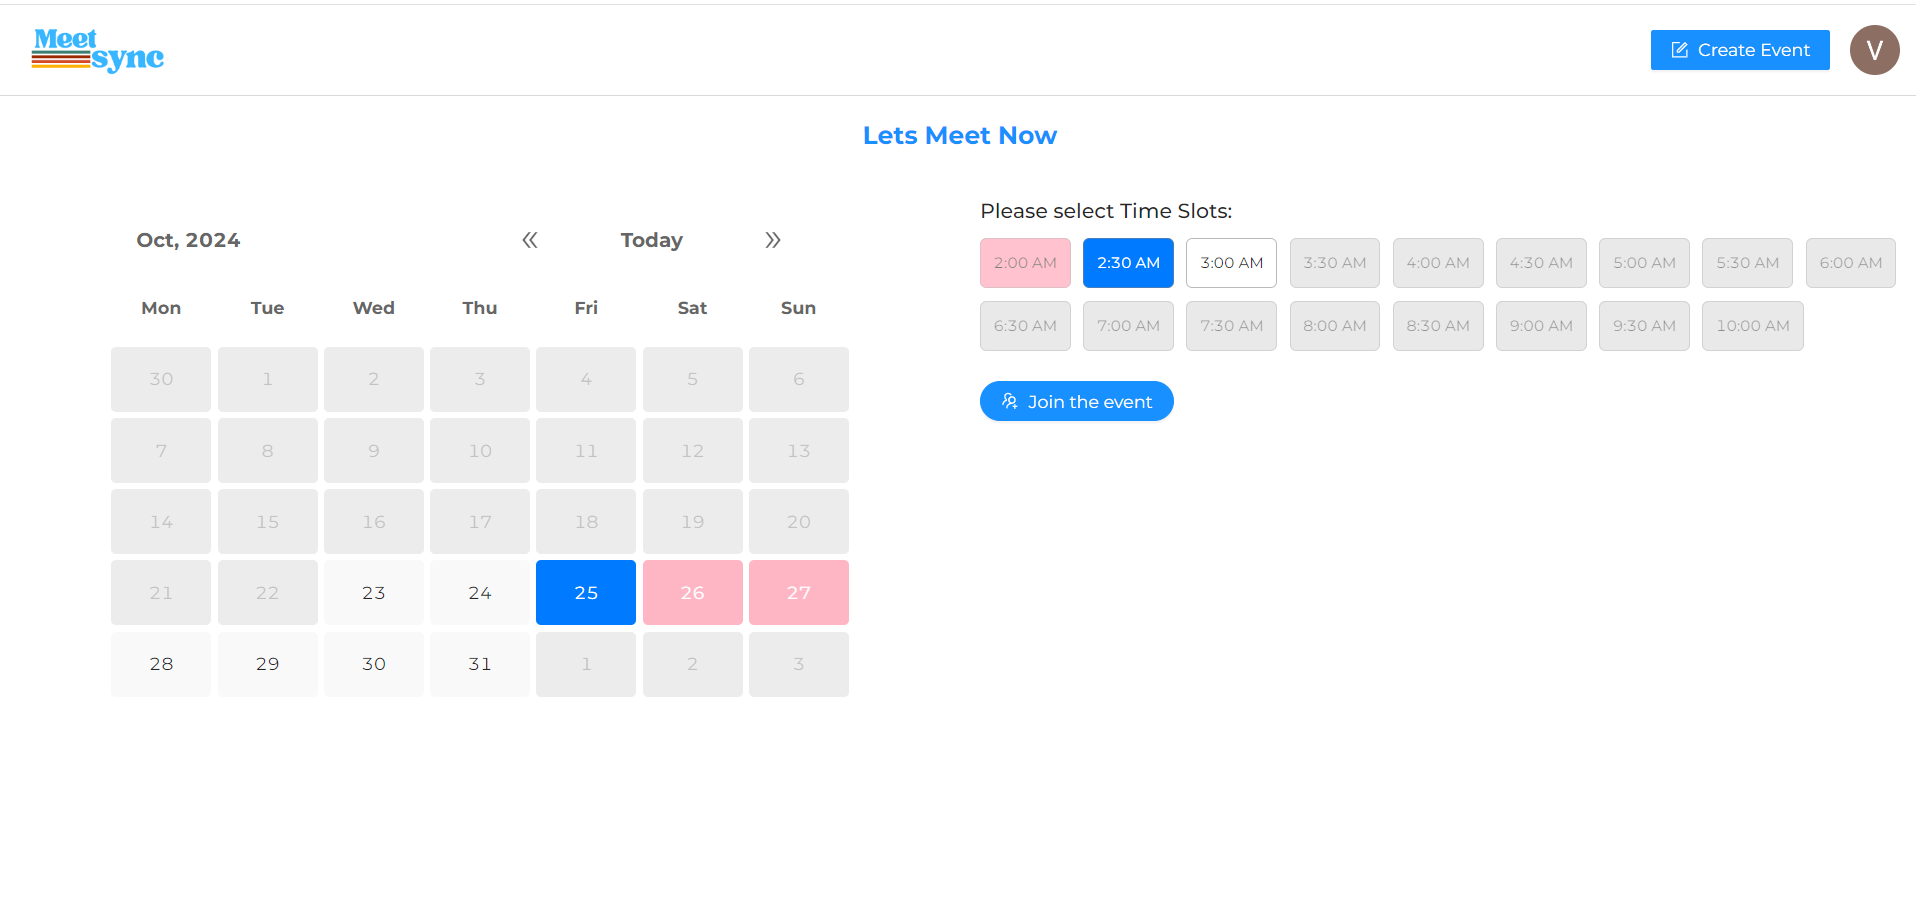 Meet
sync
Create Event
V
Lets Meet Now
Oct, 2024
Today
Mon Tue Wed Thu Fri Sat Sun
30 1 2 3 4 5 6
7 8 9 10 11 12 13
14 15 16 17 18 19 20
21 22 23 24 25 26 27
28 29 30 31 1 2 3
Please select Time Slots:
2:00 AM 2:30 AM 3:00 AM 3:30 AM 4:00 AM 4:30 AM 5:00 AM 5:30 AM 6:00 AM
6:30 AM 7:00 AM 7:30 AM 8:00 AM 8:30 AM 9:00 AM 9:30 AM 10:00 AM
Join the event